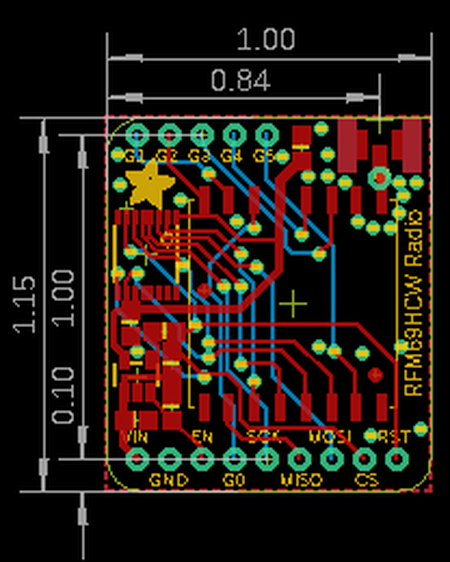 1.00
0.84
G1 G2 G3 G4 G5
1.15
1.00
0.10
RFM69HCW Radio
VIN EN SCK MOSI RST
GND G0 MISO CS